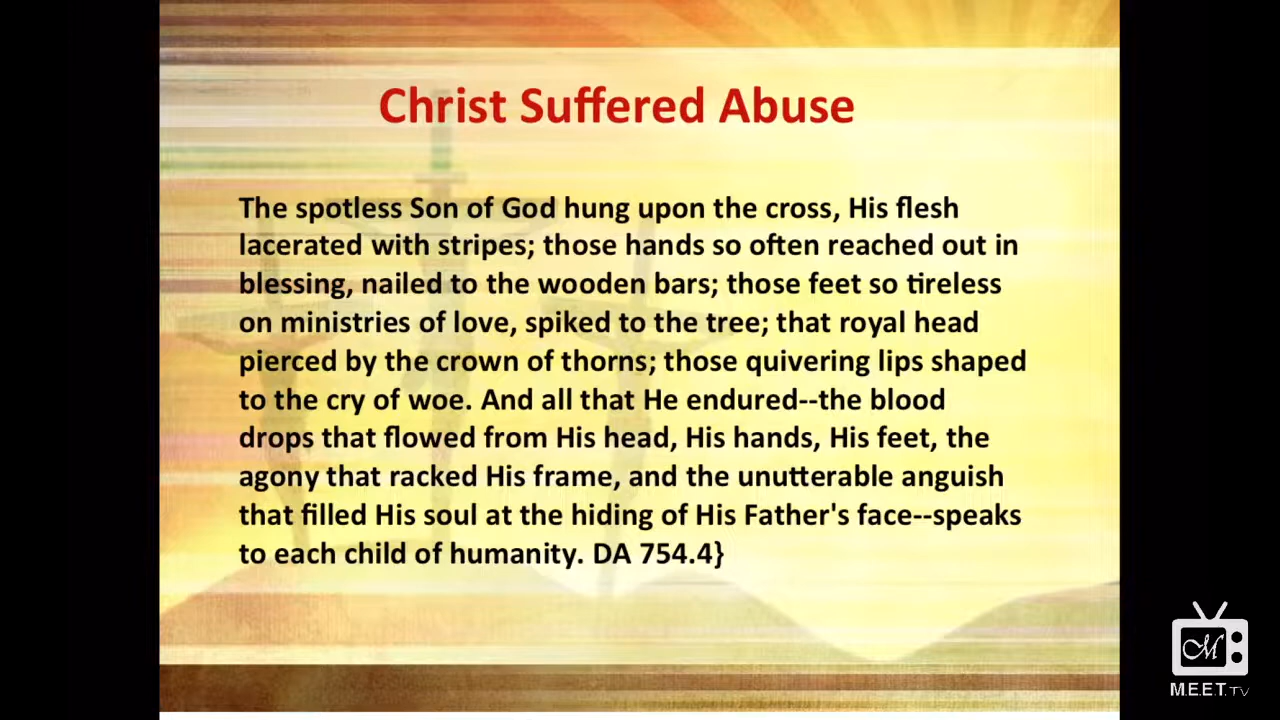 Christ Suffered Abuse
The spotless Son of God hung upon the cross, His flesh
lacerated with stripes; those hands so often reached out in
blessing, nailed to the wooden bars; those feet so tireless
on ministries of love, spiked to the tree; that royal head
pierced by the crown of thorns; those quivering lips shaped
to the cry of woe. And all that He endured--the blood
drops that flowed from His head, His hands, His feet, the
agony that racked His frame, and the unutterable anguish
that filled His soul at the hiding of His Father's face--speaks
to each child of humanity. DA 754.4}
M
M.E.E.T.TV